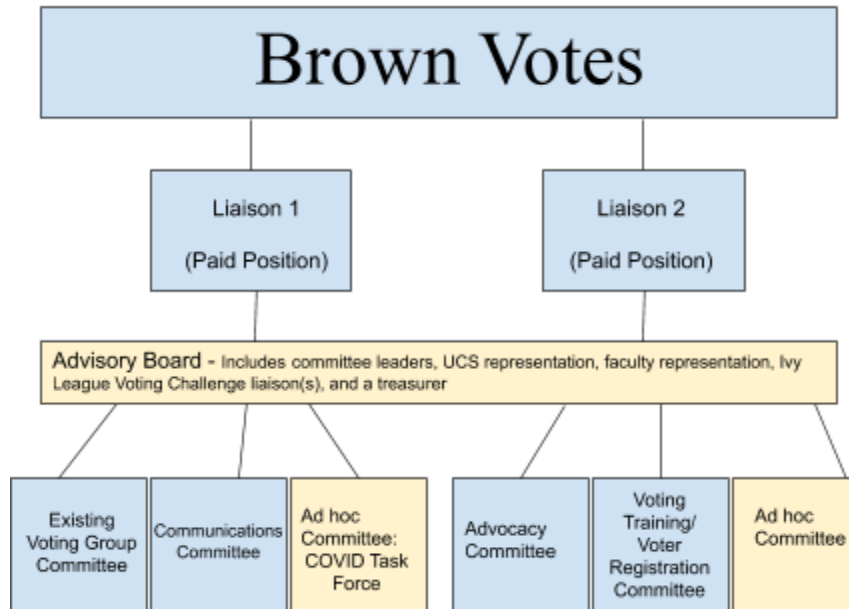 Brown Votes
Liaison 1
(Paid Position)
Liaison 2
(Paid Position)
Advisory Board - Includes committee leaders, UCS representation, faculty representation, Ivy
League Voting Challenge liaison(s), and a treasurer
Existing
Voting Group
Committee
Communications
Committee
Ad hoc
Committee:
COVID Task
Force
Advocacy
Committee
Voting
Training/
Voter
Registration
Committee
Ad hoc
Committee